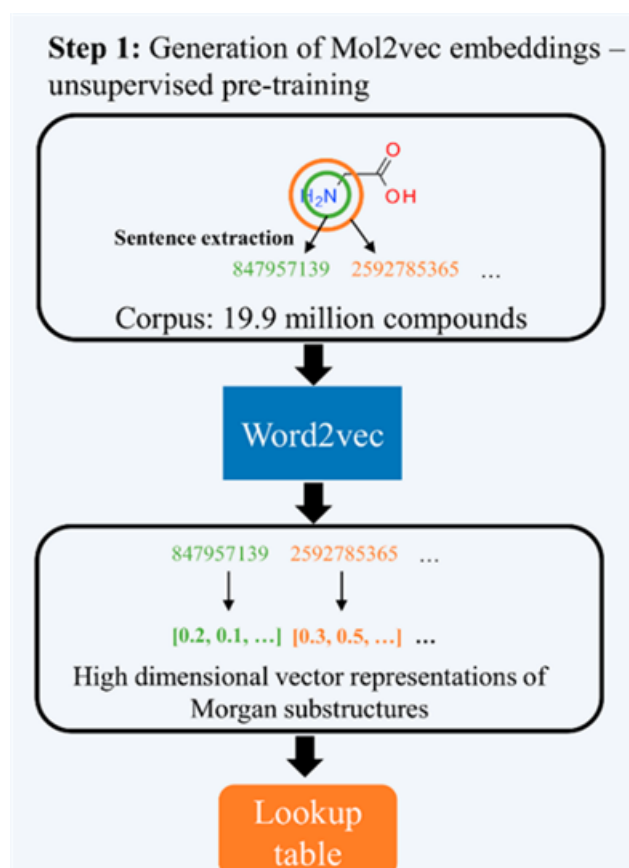 Step 1: Generation of Mol2vec embeddings –
unsupervised pre-training
O
H₂N
OH
Sentence extraction
847957139 2592785365 ...
Corpus: 19.9 million compounds
Word2vec
847957139 2592785365 ...
[0.2, 0.1, ...] [0.3, 0.5, ...] ...
High dimensional vector representations of
Morgan substructures
Lookup
table